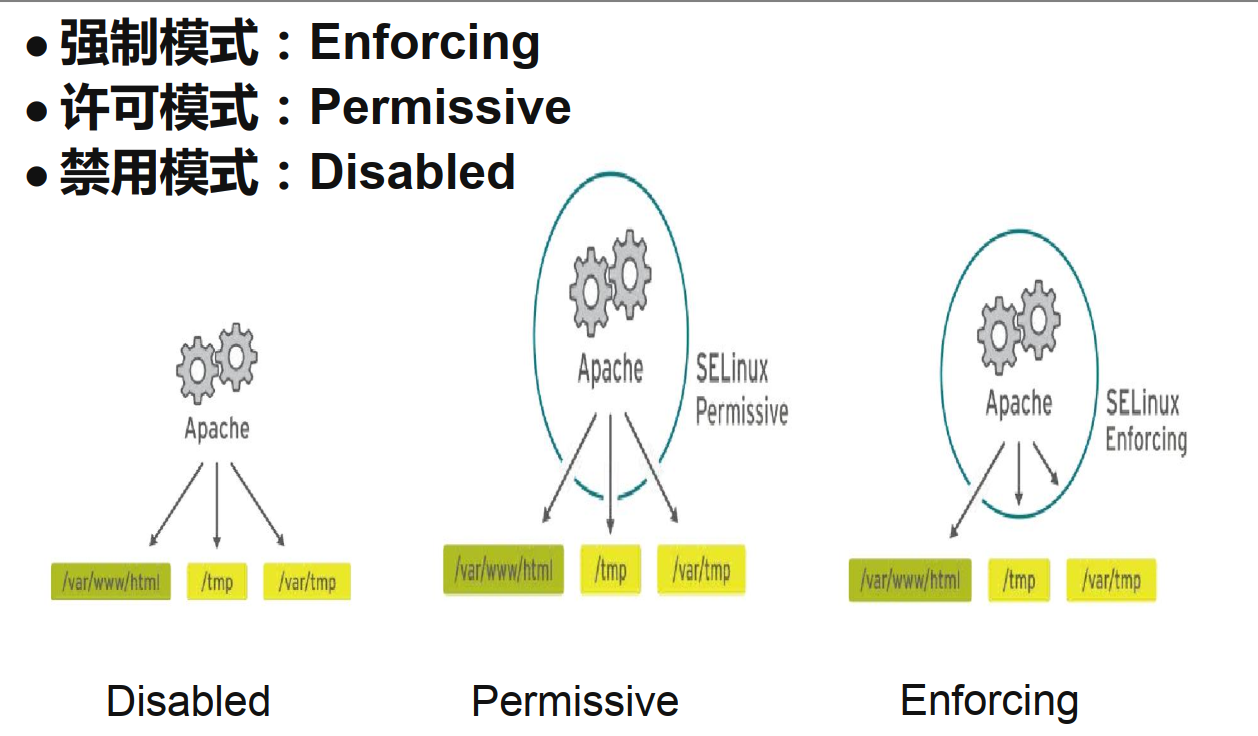 ● 强制模式：Enforcing
● 许可模式：Permissive
● 禁用模式：Disabled
Apache
/var/www/html
/tmp
/var/tmp
Disabled
Apache
SELinux
Permissive
/var/www/html
/tmp
/var/tmp
Permissive
Apache
SELinux
Enforcing
/var/www/html
/tmp
/var/tmp
Enforcing